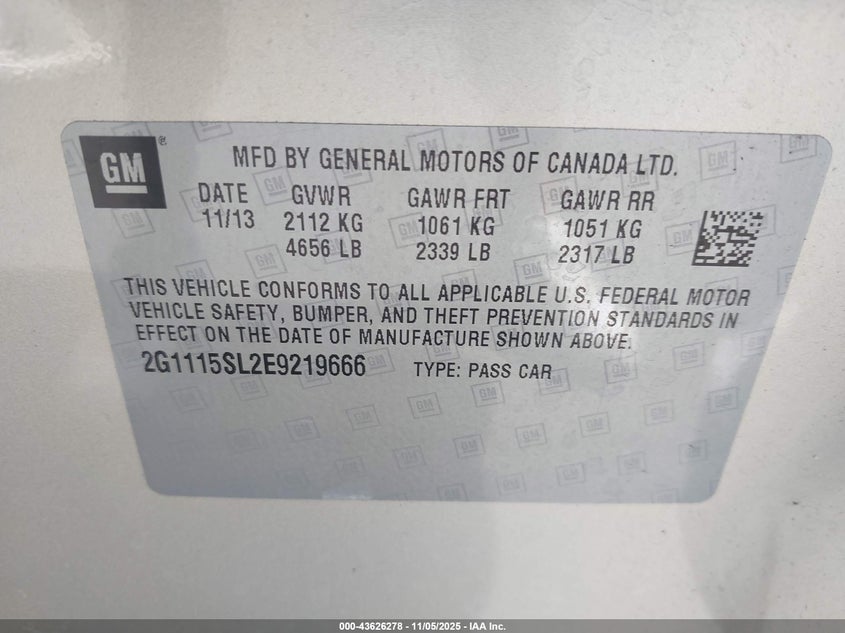 GM
®
MFD BY GENERAL MOTORS OF CANADA LTD.
DATE GVWR GAWR FRT GAWR RR
11/13 2112 KG 1061 KG 1051 KG
4656 LB 2339 LB 2317 LB
THIS VEHICLE CONFORMS TO ALL APPLICABLE U.S. FEDERAL MOTOR
VEHICLE SAFETY, BUMPER, AND THEFT PREVENTION STANDARDS IN
EFFECT ON THE DATE OF MANUFACTURE SHOWN ABOVE.
2G1115SL2E9219666 TYPE: PASS CAR
000-43626278 - 11/05/2025 - IAA Inc.